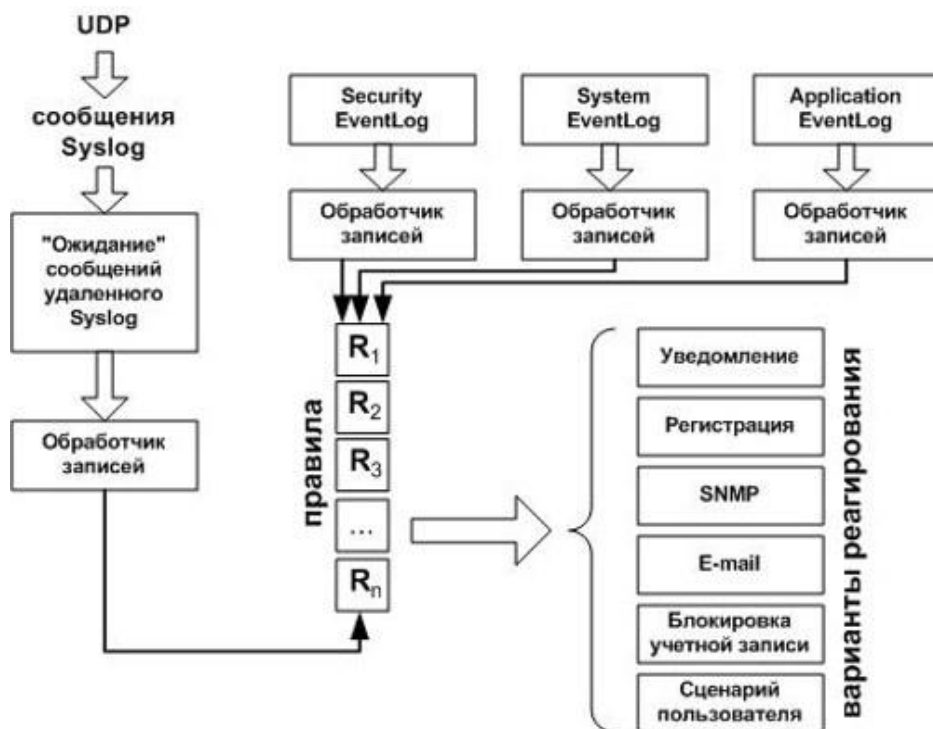 UDP
сообщения
Syslog
"Ожидание"
сообщений
удаленного
Syslog
Обработчик
записей
Security
EventLog
System
EventLog
Application
EventLog
Обработчик
записей
Обработчик
записей
Обработчик
записей
правила
R1
R2
R3
...
Rn
Уведомление
Регистрация
SNMP
E-mail
Блокировка
учетной записи
Сценарий
пользователя
варианты реагирования